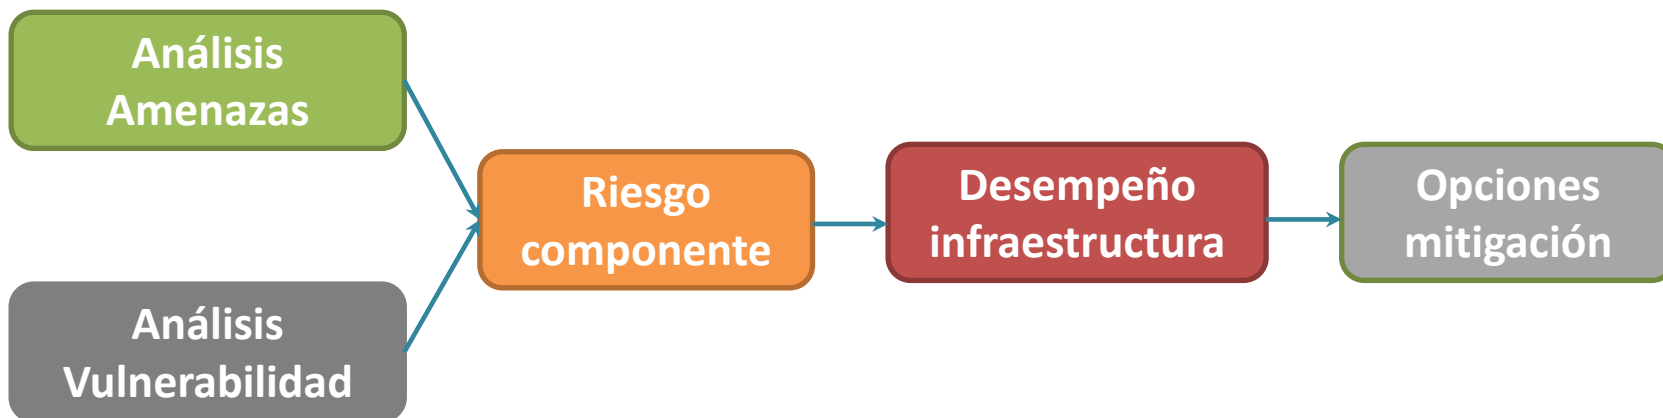 Análisis
Amenazas
Análisis
Vulnerabilidad
Riesgo
componente
Desempeño
infraestructura
Opciones
mitigación